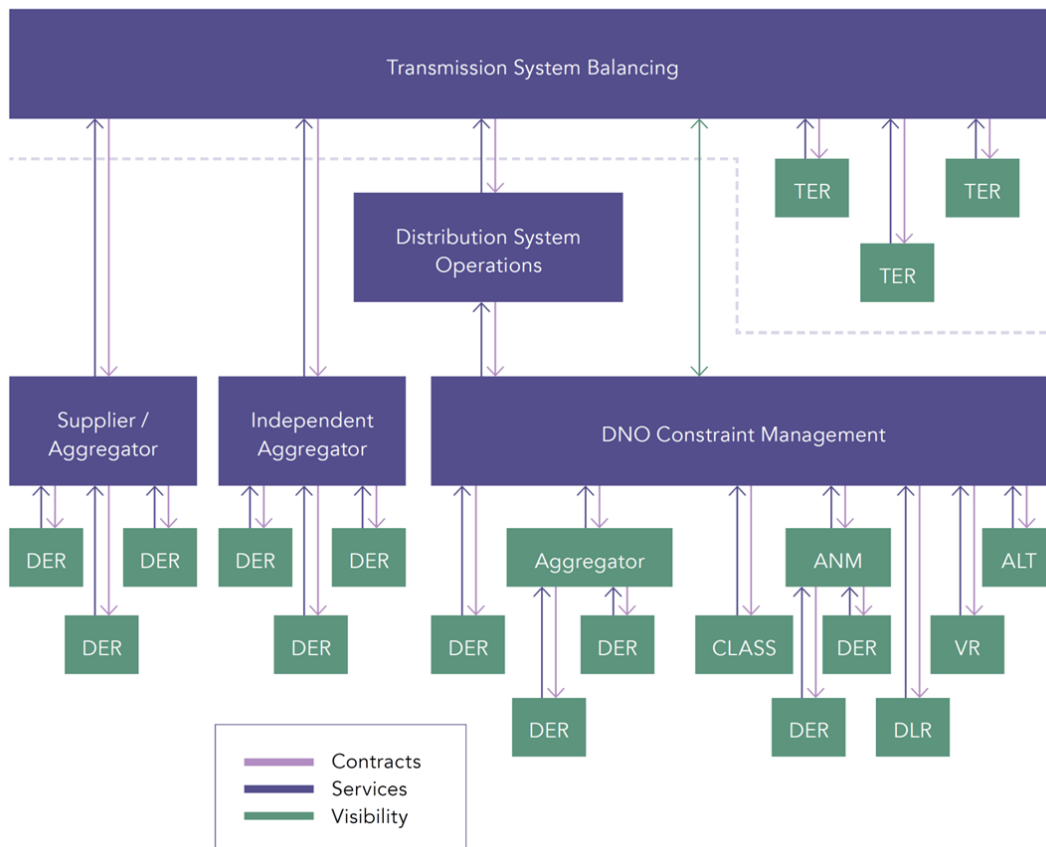 Transmission System Balancing
TER
TER
TER
Distribution System
Operations
Supplier /
Aggregator
Independent
Aggregator
DNO Constraint Management
DER
DER
DER
DER
Aggregator
ANM
ALT
DER
DER
DER
DER
CLASS
DER
VR
DER
DER
DLR
Contracts
Services
Visibility